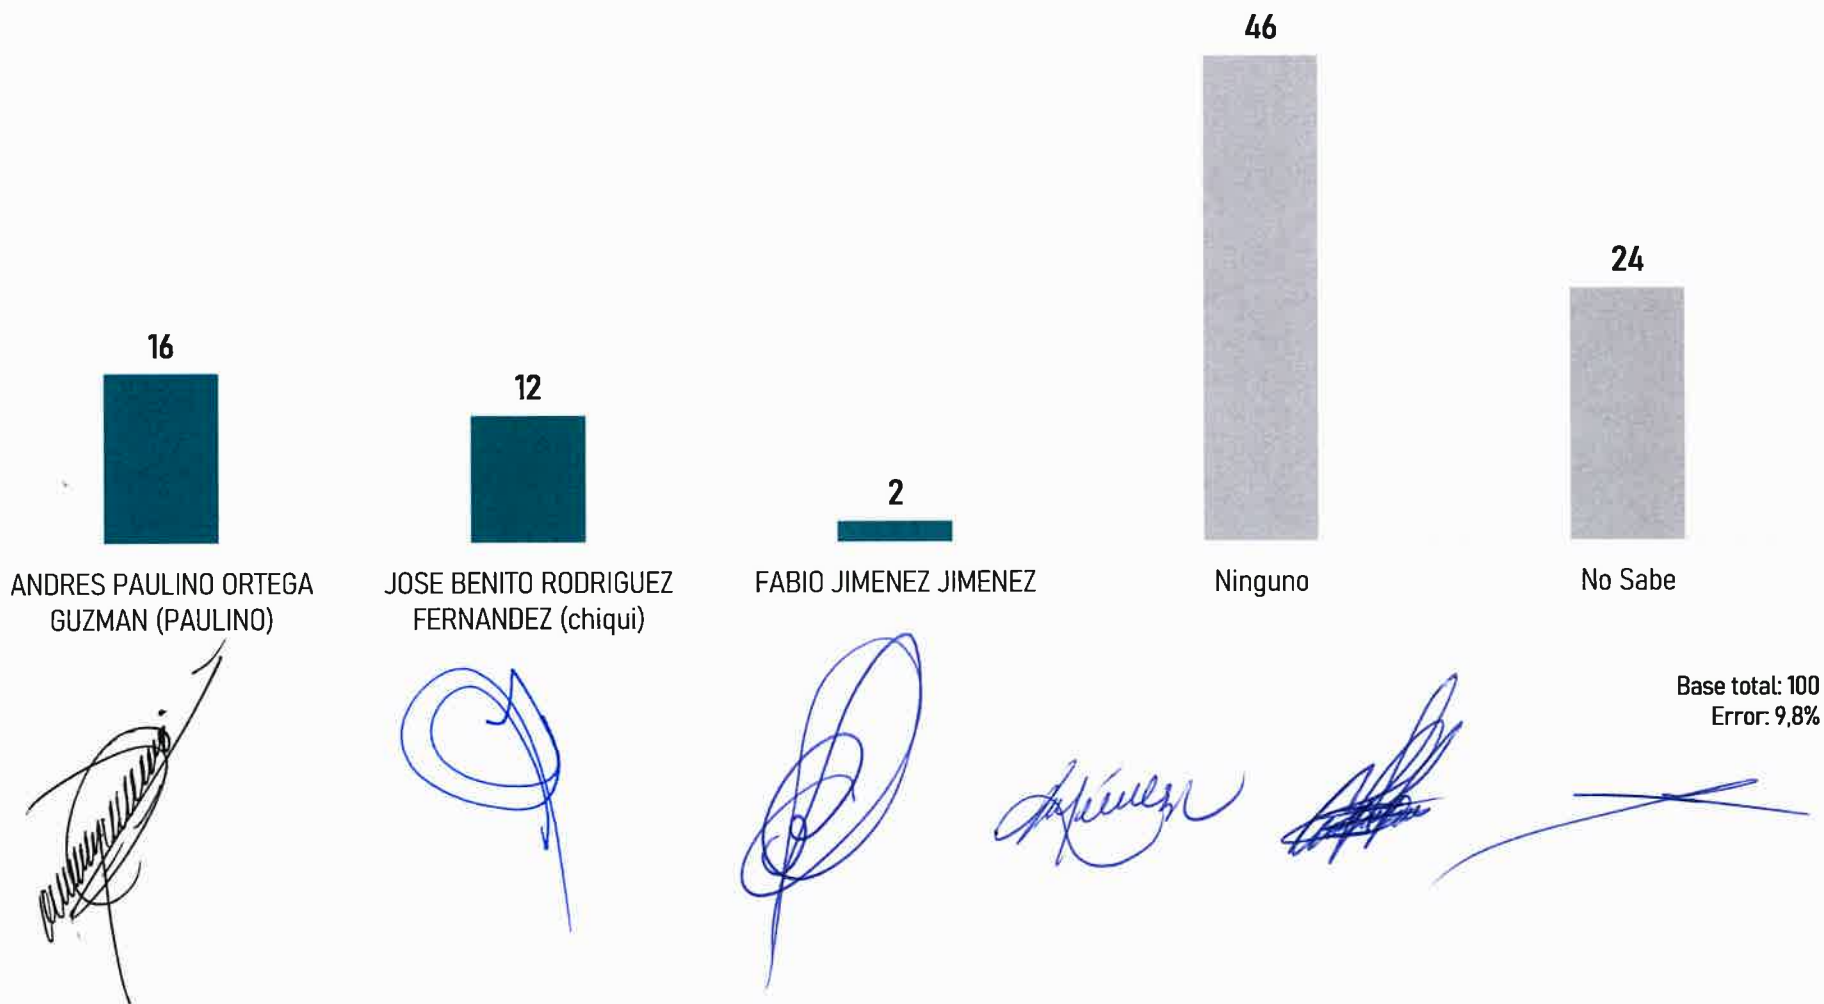 46
24
16
12
2
ANDRES PAULINO ORTEGA
GUZMAN (PAULINO)
JOSE BENITO RODRIGUEZ
FERNANDEZ (chiqui)
FABIO JIMENEZ JIMENEZ
Ninguno
No Sabe
Base total: 100
Error: 9,8%